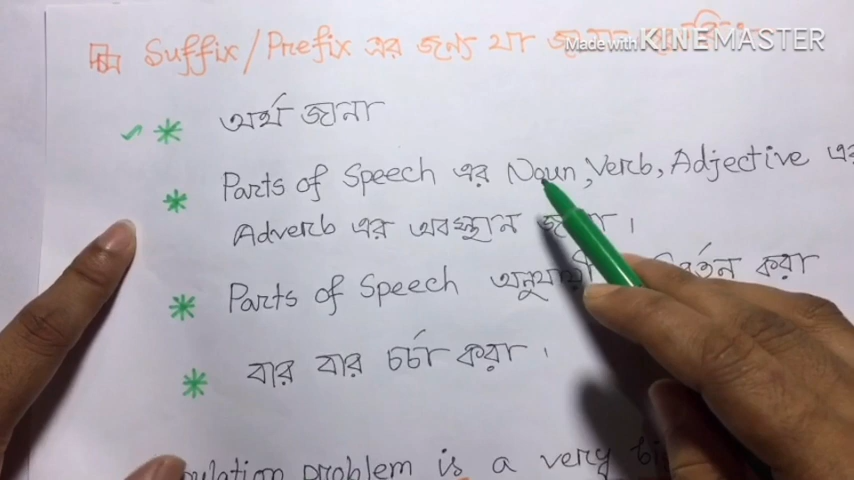 Suffix/Prefix এর জন্য যা
Made with KINEMASTER
অর্থ জানা
Parts of Speech এর Noun, Verb, Adjective এর
Adverb এর অবস্থান
Parts of Speech করা
বার বার চর্চা করা ।
problem is a very